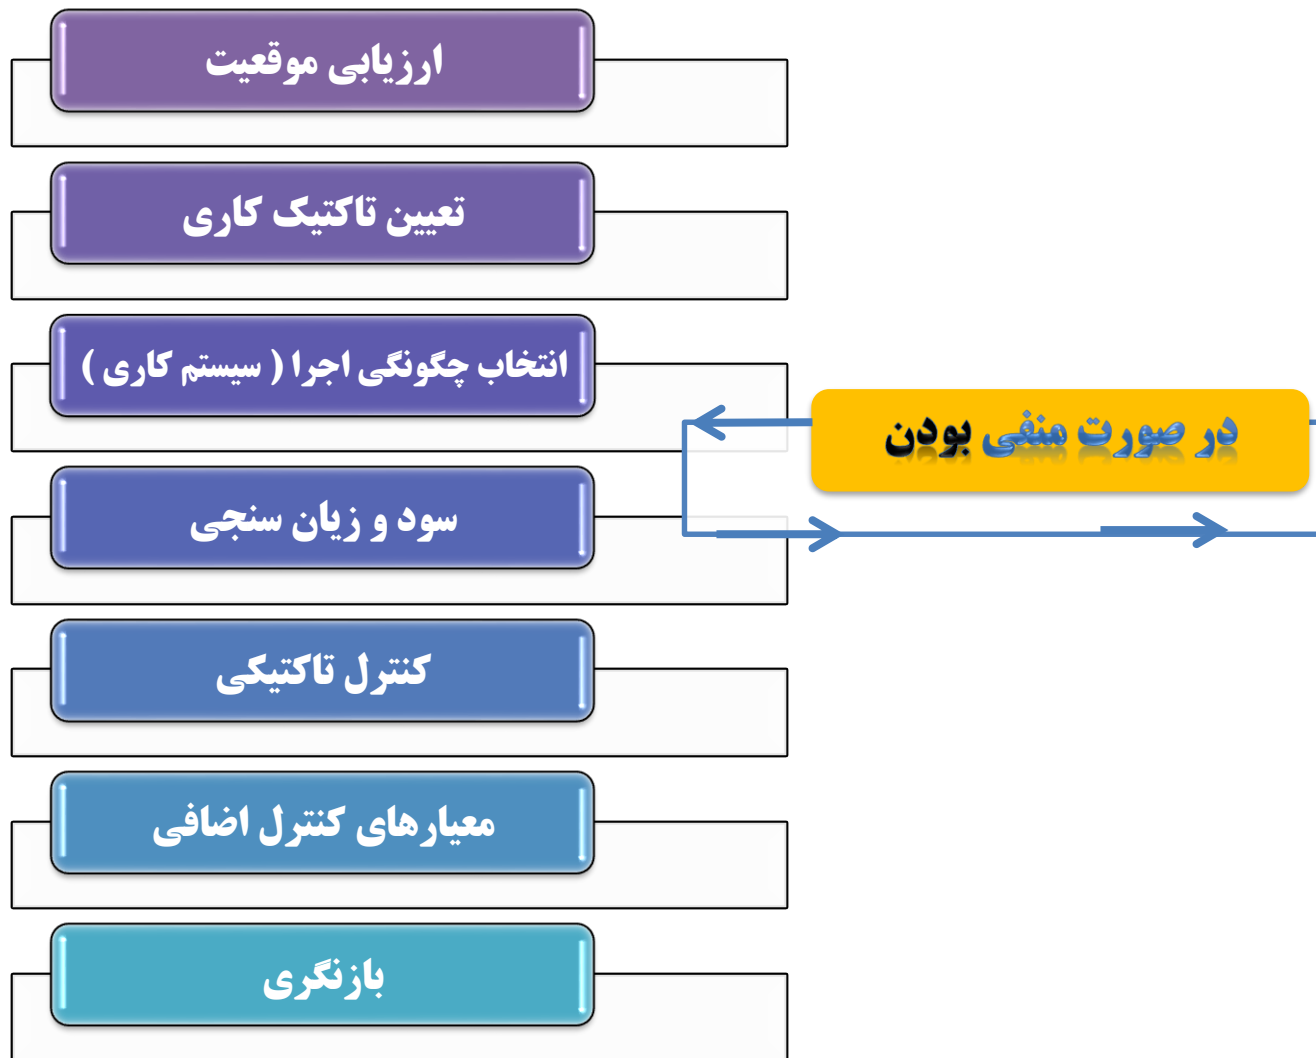 ارزیابی موقعیت
تعیین تاکتیک کاری
انتخاب چگونگی اجرا ( سیستم کاری )
در صورت منفی بودن
سود و زیان سنجی
کنترل تاکتیکی
معیارهای کنترل اضافی
بازنگری